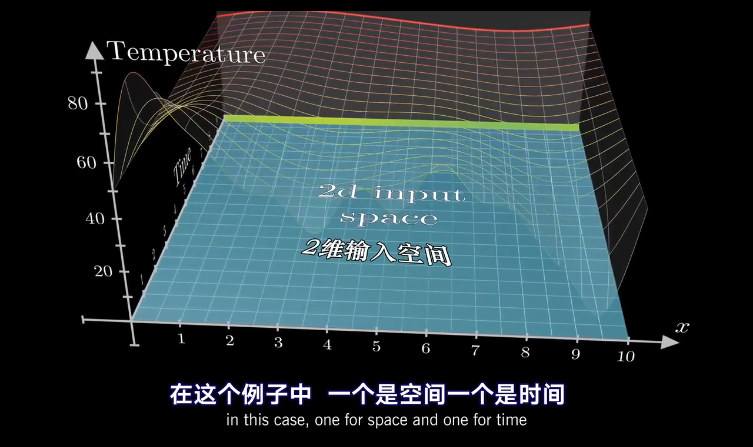 Temperature
80
60
40
20
Time
2d input
space
2维输入空间
1 2 3 4 5 6 7 8 9 10
x
在这个例子中 一个是空间一个是时间
in this case, one for space and one for time